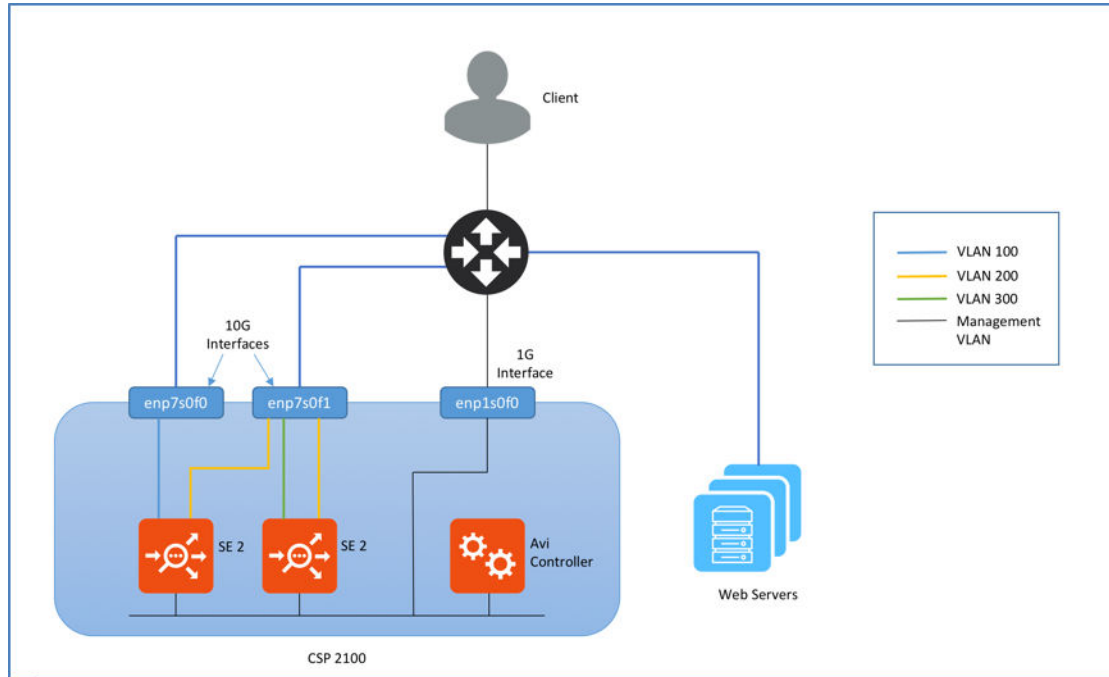 Client
VLAN 100
VLAN 200
VLAN 300
Management
VLAN
10G
Interfaces
1G
Interface
enp7s0f0
enp7s0f1
enp1s0f0
SE 2
SE 2
Avi
Controller
Web Servers
CSP 2100